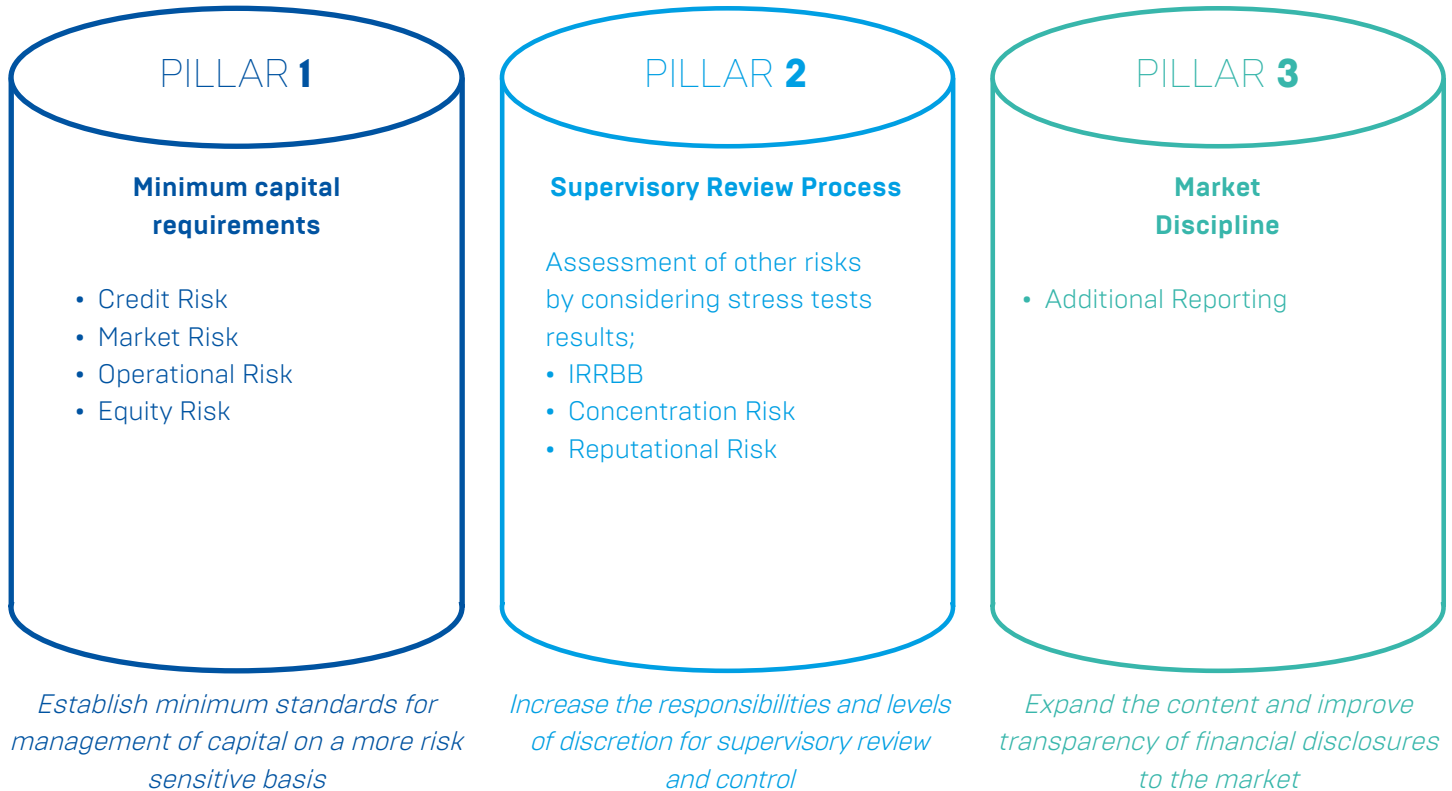 PILLAR 1
Minimum capital
requirements
• Credit Risk
• Market Risk
• Operational Risk
• Equity Risk
Establish minimum standards for
management of capital on a more risk
sensitive basis
PILLAR 2
Supervisory Review Process
Assessment of other risks
by considering stress tests
results;
• IRRBB
• Concentration Risk
• Reputational Risk
Increase the responsibilities and levels
of discretion for supervisory review
and control
PILLAR 3
Market
Discipline
• Additional Reporting
Expand the content and improve
transparency of financial disclosures
to the market